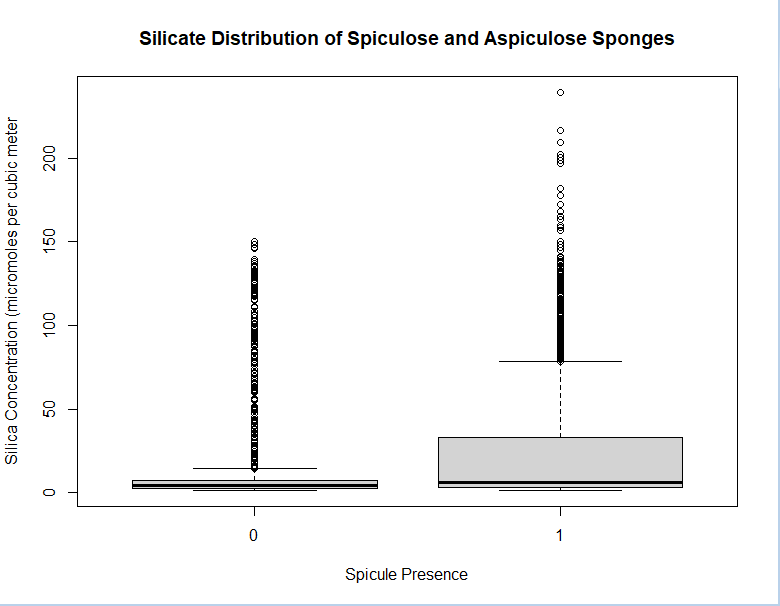 Silicate Distribution of Spiculose and Aspiculose Sponges
Silica Concentration (micromoles per cubic meter
200
150
100
50
0
0 1
Spicule Presence